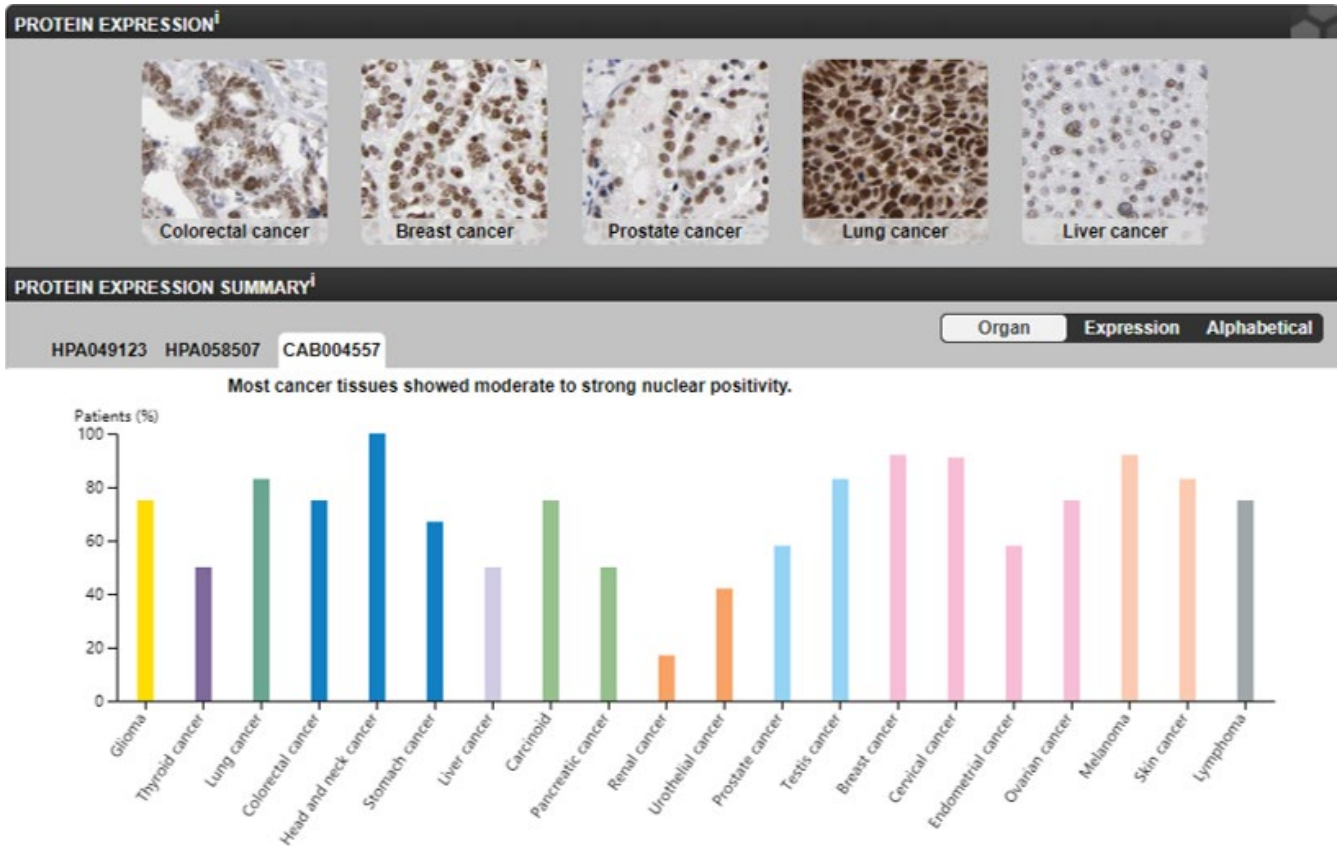 PROTEIN EXPRESSIONⁱ
Colorectal cancer
Breast cancer
Prostate cancer
Lung cancer
Liver cancer
PROTEIN EXPRESSION SUMMARYⁱ
Organ Expression Alphabetical
HPA049123 HPA058507 CAB004557
Most cancer tissues showed moderate to strong nuclear positivity.
Patients (%)
100
80
60
40
20
0
Glioma
Thyroid cancer
Lung cancer
Colorectal cancer
Head and neck cancer
Stomach cancer
Liver cancer
Carcinoid
Pancreatic cancer
Renal cancer
Urothelial cancer
Prostate cancer
Testis cancer
Breast cancer
Cervical cancer
Endometrial cancer
Ovarian cancer
Melanoma
Skin cancer
Lymphoma